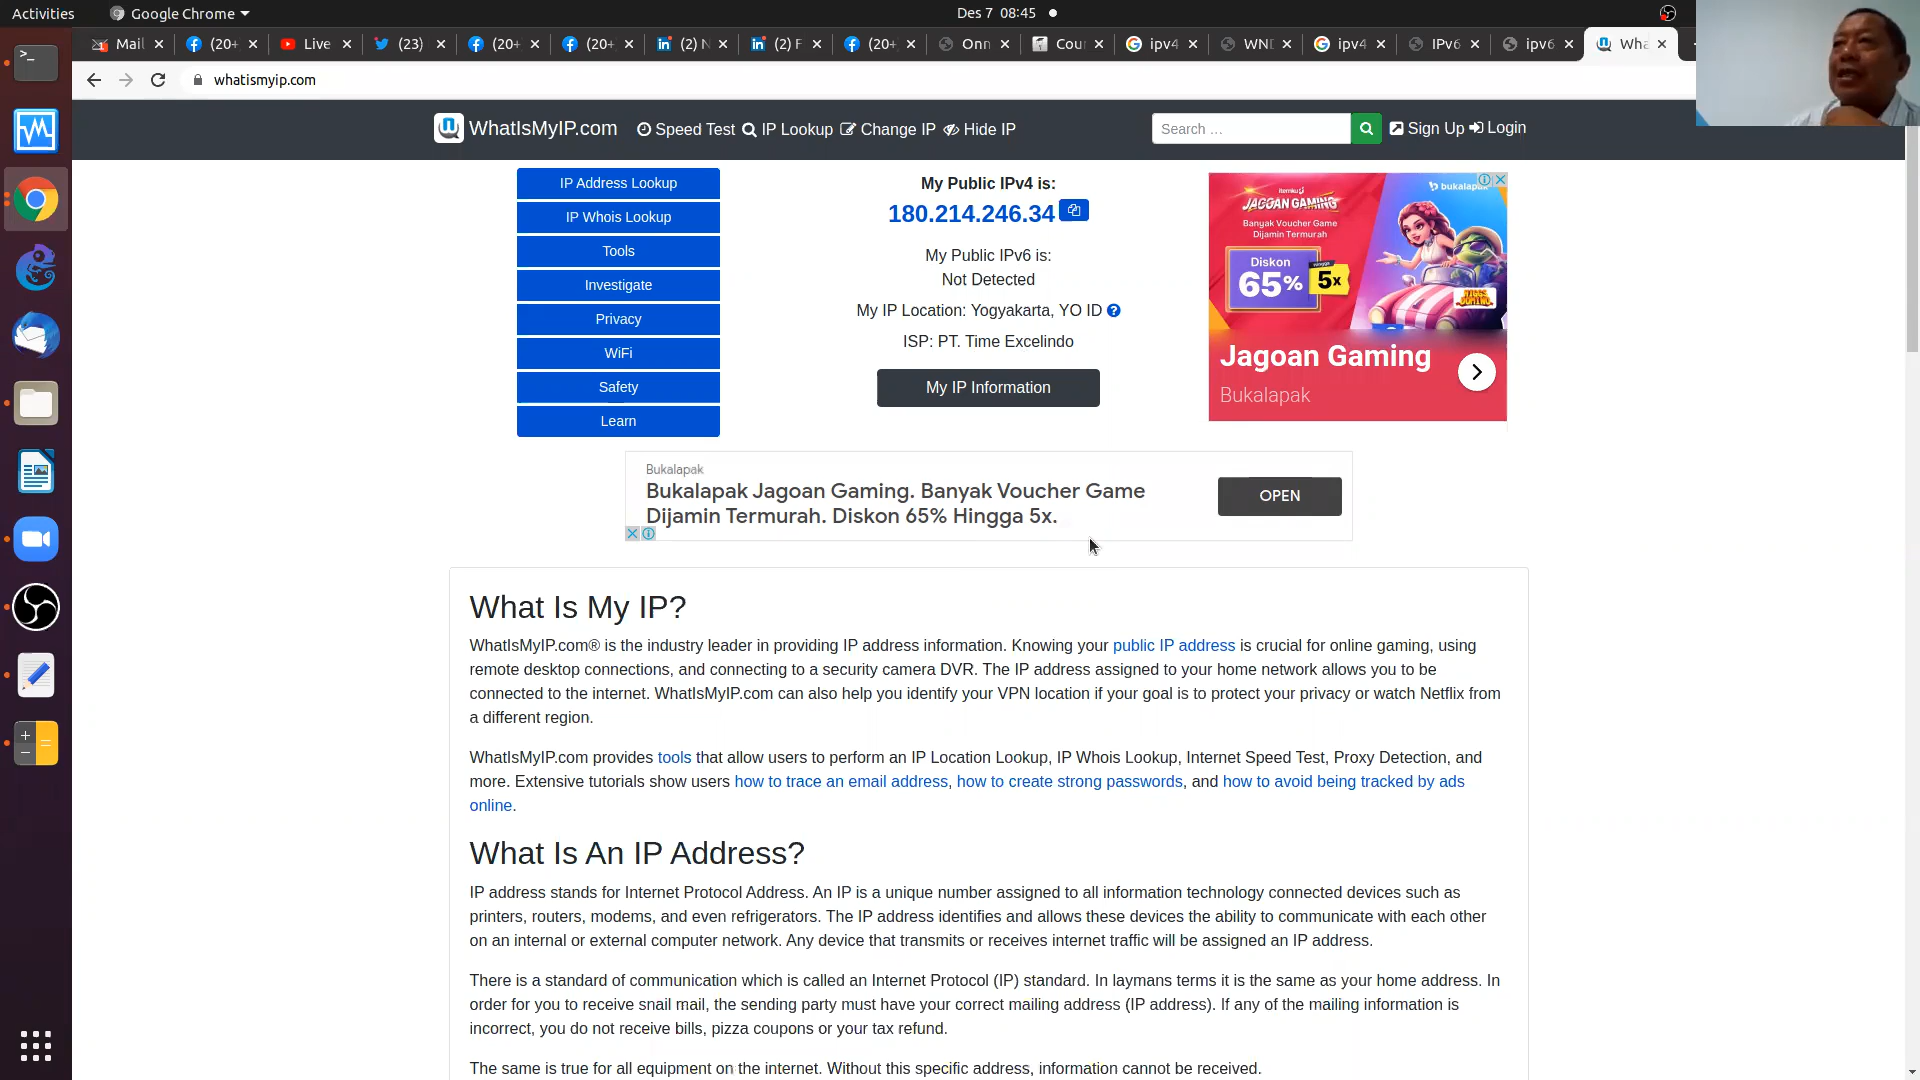 Activities
Google Chrome
Des 7 08:45
Mail
(20+
Live
(23)
(20+
(20+
(2) N
(2) F
(20+
Onn
Cour
ipv4
WND
ipv4
IPv6
ipv6
Wha
whatismyip.com
WhatIsMyIP.com
Speed Test
IP Lookup
Change IP
Hide IP
Search …
Sign Up
Login
IP Address Lookup
IP Whois Lookup
Tools
Investigate
Privacy
WiFi
Safety
Learn
My Public IPv4 is:
180.214.246.34
My Public IPv6 is:
Not Detected
My IP Location: Yogyakarta, YO ID
ISP: PT. Time Excelindo
My IP Information
itemku
bukalapak
JAGOAN GAMING
Banyak Voucher Game
Dijamin Termurah
Diskon
65%
hingga
5x
HIGGS
DOMINO
Jagoan Gaming
Bukalapak
Bukalapak
Bukalapak Jagoan Gaming. Banyak Voucher Game
Dijamin Termurah. Diskon 65% Hingga 5x.
OPEN
What Is My IP?
WhatIsMyIP.com® is the industry leader in providing IP address information. Knowing your public IP address is crucial for online gaming, using
remote desktop connections, and connecting to a security camera DVR. The IP address assigned to your home network allows you to be
connected to the internet. WhatIsMyIP.com can also help you identify your VPN location if your goal is to protect your privacy or watch Netflix from
a different region.
WhatIsMyIP.com provides tools that allow users to perform an IP Location Lookup, IP Whois Lookup, Internet Speed Test, Proxy Detection, and
more. Extensive tutorials show users how to trace an email address, how to create strong passwords, and how to avoid being tracked by ads
online.
What Is An IP Address?
IP address stands for Internet Protocol Address. An IP is a unique number assigned to all information technology connected devices such as
printers, routers, modems, and even refrigerators. The IP address identifies and allows these devices the ability to communicate with each other
on an internal or external computer network. Any device that transmits or receives internet traffic will be assigned an IP address.
There is a standard of communication which is called an Internet Protocol (IP) standard. In laymans terms it is the same as your home address. In
order for you to receive snail mail, the sending party must have your correct mailing address (IP address). If any of the mailing information is
incorrect, you do not receive bills, pizza coupons or your tax refund.
The same is true for all equipment on the internet. Without this specific address, information cannot be received.